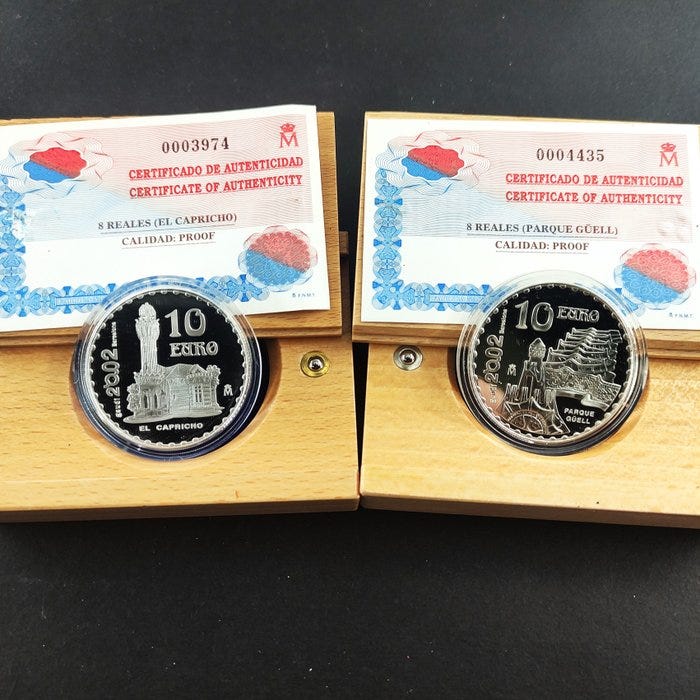 0003974
M
CERTIFICADO DE AUTENTICIDAD
CERTIFICATE OF AUTHENTICITY
8 REALES (EL CAPRICHO)
CALIDAD: PROOF
F.N.M.T.
10
EURO
2002
M
EL CAPRICHO
0004435
M
CERTIFICADO DE AUTENTICIDAD
CERTIFICATE OF AUTHENTICITY
8 REALES (PARQUE GÜELL)
CALIDAD: PROOF
F.N.M.T.
10 EURO
2002
M
PARQUE
GÜELL